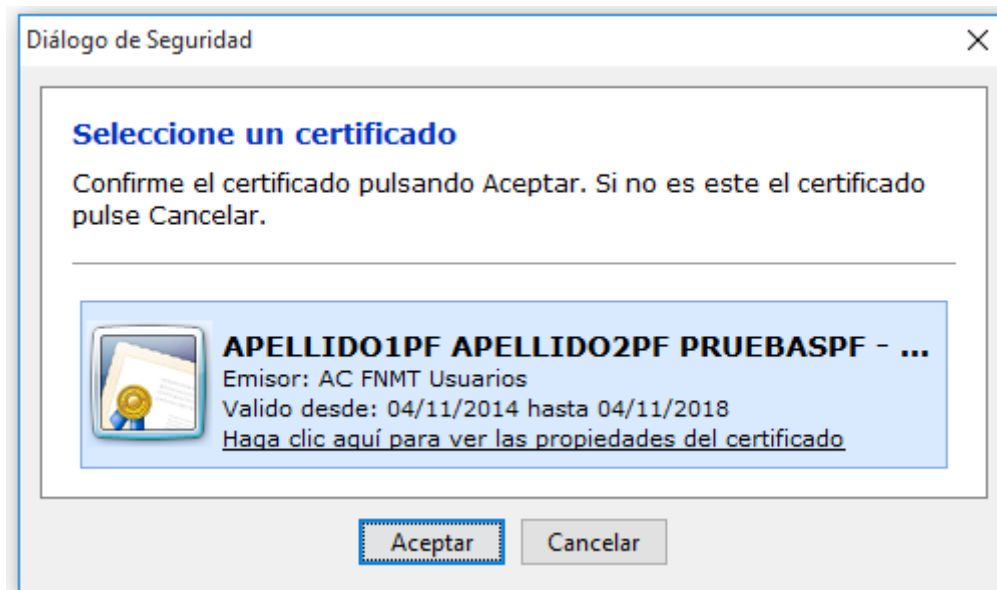 Diálogo de Seguridad
Seleccione un certificado
Confirme el certificado pulsando Aceptar. Si no es este el certificado
pulse Cancelar.
APELLIDO1PF APELLIDO2PF PRUEBASPF - ...
Emisor: AC FNMT Usuarios
Valido desde: 04/11/2014 hasta 04/11/2018
Haga clic aquí para ver las propiedades del certificado
Aceptar Cancelar